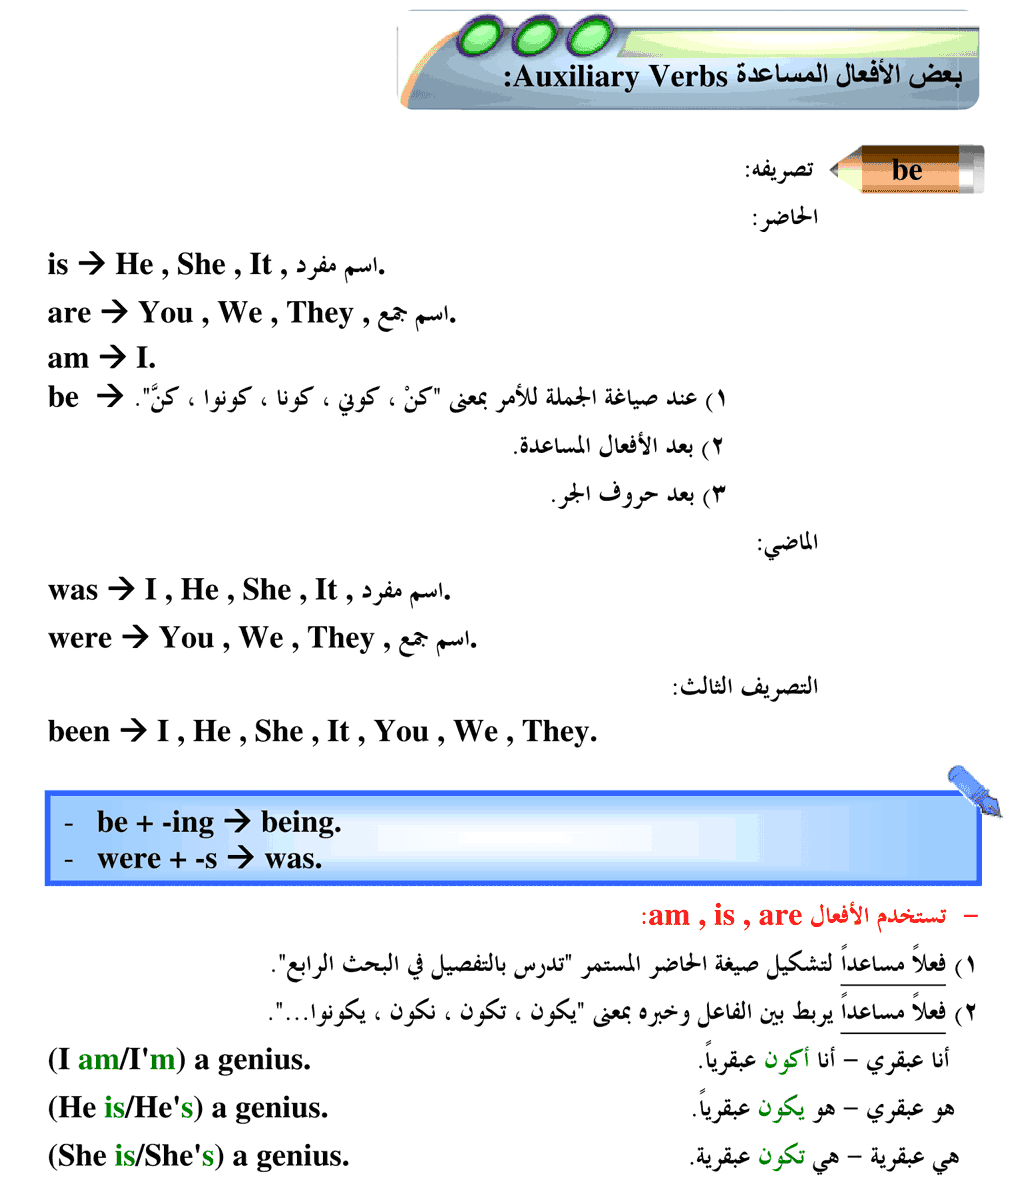 بعض الأفعال المساعدة Auxiliary Verbs:
be تصريفه:
الحاضر:
is → He , She , It , اسم مفرد.
are → You , We , They , اسم جمع.
am → I.
be → ١) عند صياغة الجملة للأمر بمعنى "كنْ ، كوني ، كونا ، كونوا ، كنَّ".
٢) بعد الأفعال المساعدة.
٣) بعد حروف الجر.
الماضي:
was → I , He , She , It , اسم مفرد.
were → You , We , They , اسم جمع.
التصريف الثالث:
been → I , He , She , It , You , We , They.
- be + -ing → being.
- were + -s → was.
– تستخدم الأفعال am , is , are:
١) فعلاً مساعداً لتشكيل صيغة الحاضر المستمر "تدرس بالتفصيل في البحث الرابع".
٢) فعلاً مساعداً يربط بين الفاعل وخبره بمعنى "يكون ، تكون ، نكون ، يكونوا...".
(I am/I'm) a genius. أنا عبقري – أنا أكون عبقرياً.
(He is/He's) a genius. هو عبقري – هو يكون عبقرياً.
(She is/She's) a genius. هي عبقرية – هي تكون عبقرية.